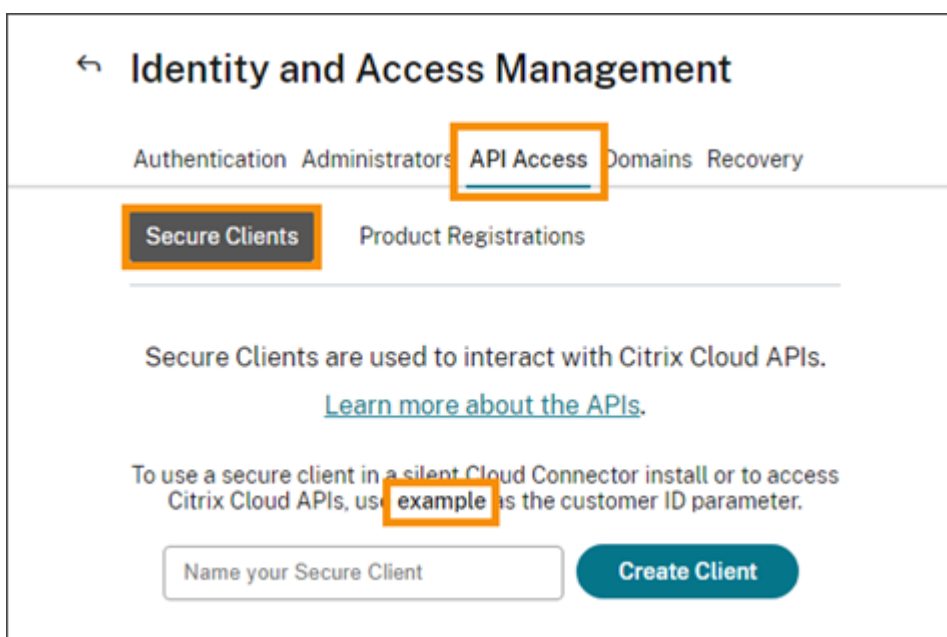 Identity and Access Management
Authentication Administrators API Access Domains Recovery
Secure Clients Product Registrations
Secure Clients are used to interact with Citrix Cloud APIs.
Learn more about the APIs.
To use a secure client in a silent Cloud Connector install or to access
Citrix Cloud APIs, use example as the customer ID parameter.
Name your Secure Client Create Client